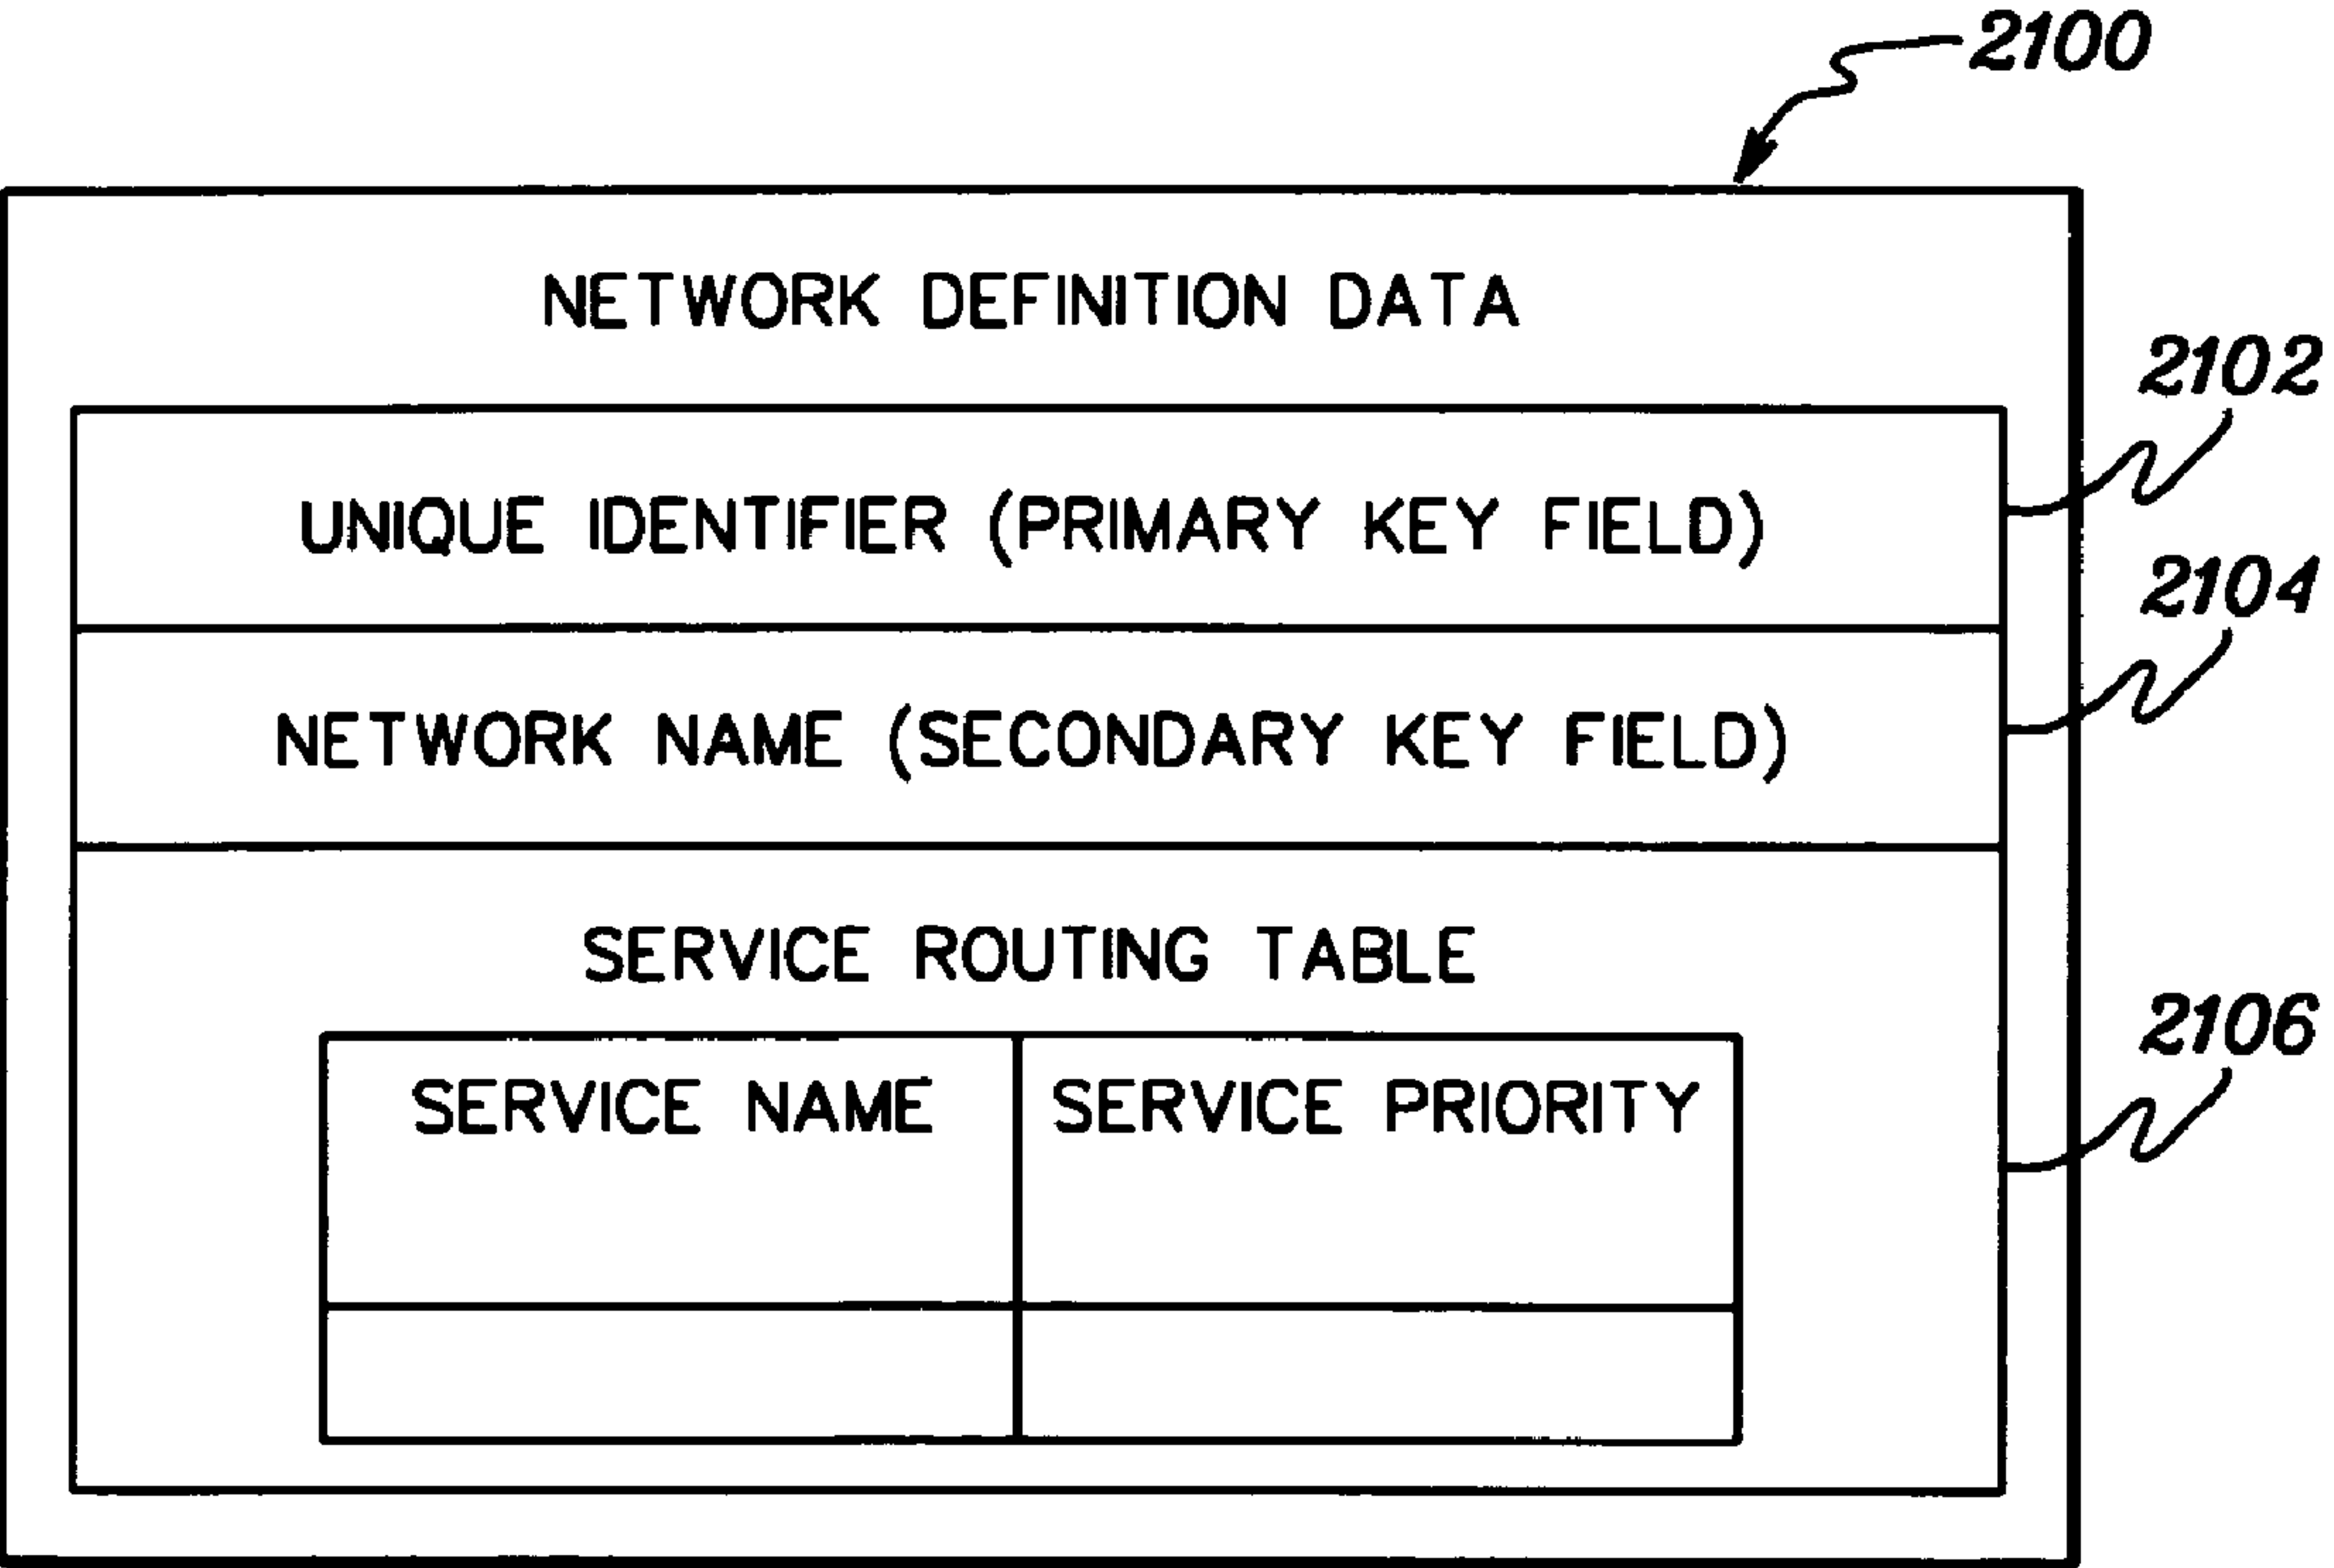 2100
NETWORK DEFINITION DATA
2102
UNIQUE IDENTIFIER (PRIMARY KEY FIELD)
2104
NETWORK NAME (SECONDARY KEY FIELD)
SERVICE ROUTING TABLE
2106
SERVICE NAME SERVICE PRIORITY